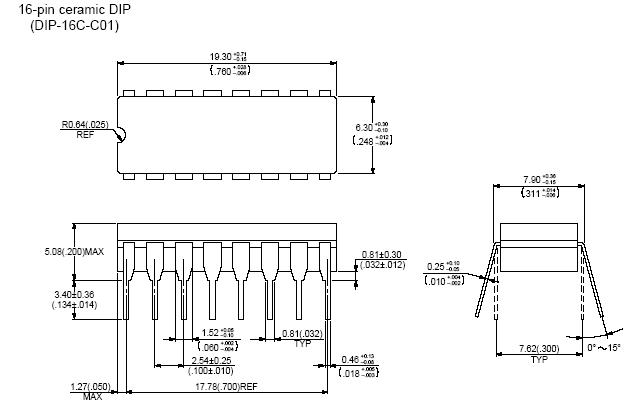 16-pin ceramic DIP
(DIP-16C-C01)
19.30 +0.71 -0.15
(.760 +.028 -.006)
R0.64(.025)
REF
6.30 +0.30 -0.10
(.248 +.012 -.004)
7.90 +0.36 -0.15
(.311 +.014 -.006)
5.08(.200)MAX
0.81±0.30
(.032±.012)
0.25 +0.10 -0.05
(.010 +.004 -.002)
3.40±0.36
(.134±.014)
1.52 +0.05 -0.10
(.060 +.002 -.004)
0.81(.032)
TYP
2.54±0.25
(.100±.010)
0.46 +0.13 -0.08
(.018 +.005 -.003)
7.62(.300)
TYP
0°～15°
1.27(.050)
MAX
17.78(.700)REF